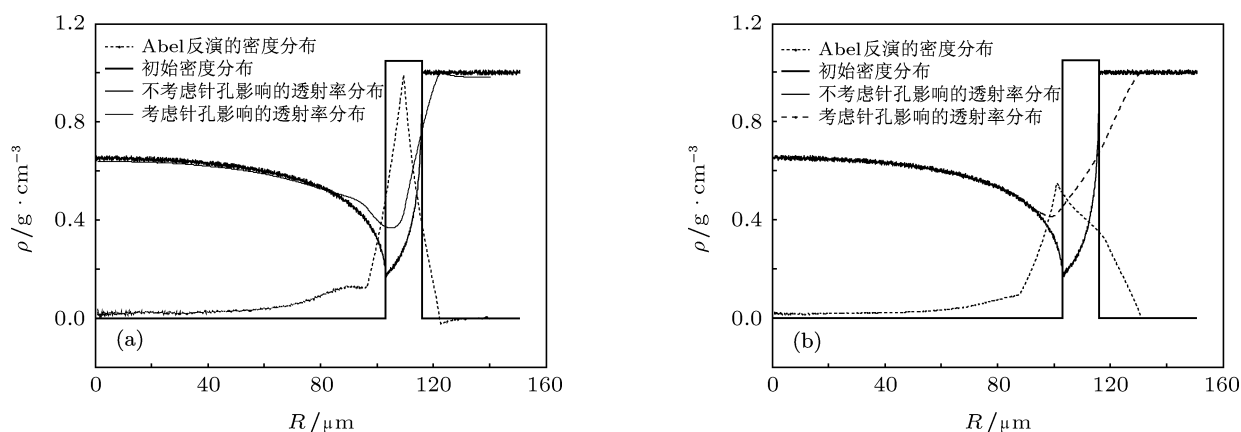 1.2
Abel反演的密度分布
初始密度分布
不考虑针孔影响的透射率分布
考虑针孔影响的透射率分布
0.8
0.4
0.0
ρ/g·cm⁻³
(a)
0 40 80 120 160
R/μm
1.2
Abel反演的密度分布
初始密度分布
不考虑针孔影响的透射率分布
考虑针孔影响的透射率分布
0.8
0.4
0.0
ρ/g·cm⁻³
(b)
0 40 80 120 160
R/μm